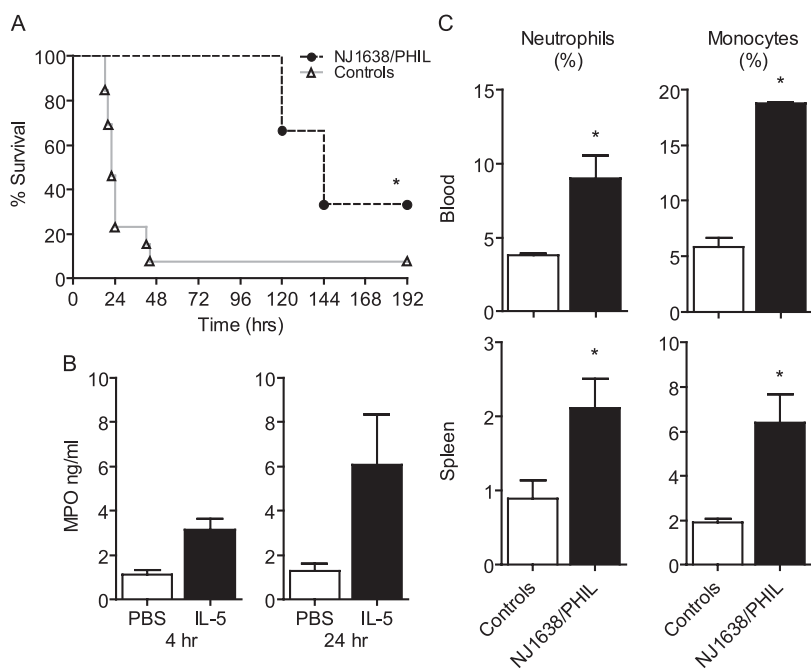 A
NJ1638/PHIL
Controls
% Survival
100
80
60
40
20
0
*
0 24 48 72 96 120 144 168 192
Time (hrs)
B
MPO ng/ml
10
8
6
4
2
0
PBS IL-5
4 hr
10
8
6
4
2
0
PBS IL-5
24 hr
C
Neutrophils
(%)
Monocytes
(%)
Blood
15
10
5
0
*
20
15
10
5
0
*
Spleen
3
2
1
0
*
10
8
6
4
2
0
*
Controls
NJ1638/PHIL
Controls
NJ1638/PHIL